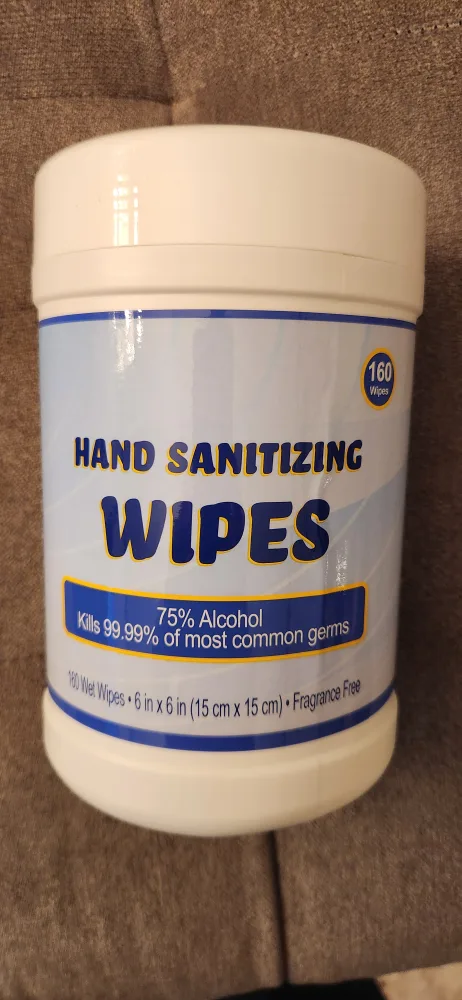 160
Wipes
HAND SANITIZING
WIPES
75% Alcohol
Kills 99.99% of most common germs
160 Wet Wipes • 6 in x 6 in (15 cm x 15 cm) • Fragrance Free